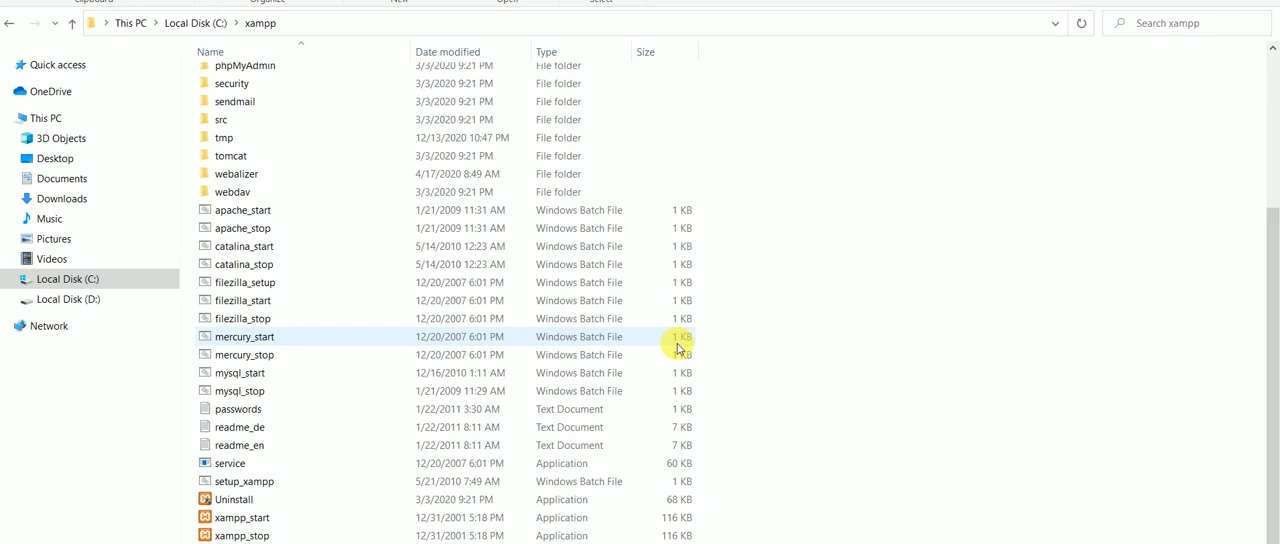 Clipboard Organize New Open Select
This PC > Local Disk (C:) > xampp Search xampp
Name Date modified Type Size
Quick access
OneDrive
This PC
3D Objects
Desktop
Documents
Downloads
Music
Pictures
Videos
Local Disk (C:)
Local Disk (D:)
Network
phpMyAdmin 3/3/2020 9:21 PM File folder
security 3/3/2020 9:21 PM File folder
sendmail 3/3/2020 9:21 PM File folder
src 3/3/2020 9:21 PM File folder
tmp 12/13/2020 10:47 PM File folder
tomcat 3/3/2020 9:21 PM File folder
webalizer 4/17/2020 8:49 AM File folder
webdav 3/3/2020 9:21 PM File folder
apache_start 1/21/2009 11:31 AM Windows Batch File 1 KB
apache_stop 1/21/2009 11:31 AM Windows Batch File 1 KB
catalina_start 5/14/2010 12:23 AM Windows Batch File 1 KB
catalina_stop 5/14/2010 12:23 AM Windows Batch File 1 KB
filezilla_setup 12/20/2007 6:01 PM Windows Batch File 1 KB
filezilla_start 12/20/2007 6:01 PM Windows Batch File 1 KB
filezilla_stop 12/20/2007 6:01 PM Windows Batch File 1 KB
mercury_start 12/20/2007 6:01 PM Windows Batch File 1 KB
mercury_stop 12/20/2007 6:01 PM Windows Batch File 1 KB
mysql_start 12/16/2010 1:11 AM Windows Batch File 1 KB
mysql_stop 1/21/2009 11:29 AM Windows Batch File 1 KB
passwords 1/22/2011 3:30 AM Text Document 1 KB
readme_de 1/22/2011 8:11 AM Text Document 7 KB
readme_en 1/22/2011 8:11 AM Text Document 7 KB
service 12/20/2007 6:01 PM Application 60 KB
setup_xampp 5/21/2010 7:49 AM Windows Batch File 1 KB
Uninstall 3/3/2020 9:21 PM Application 68 KB
xampp_start 12/31/2001 5:18 PM Application 116 KB
xampp_stop 12/31/2001 5:18 PM Application 116 KB